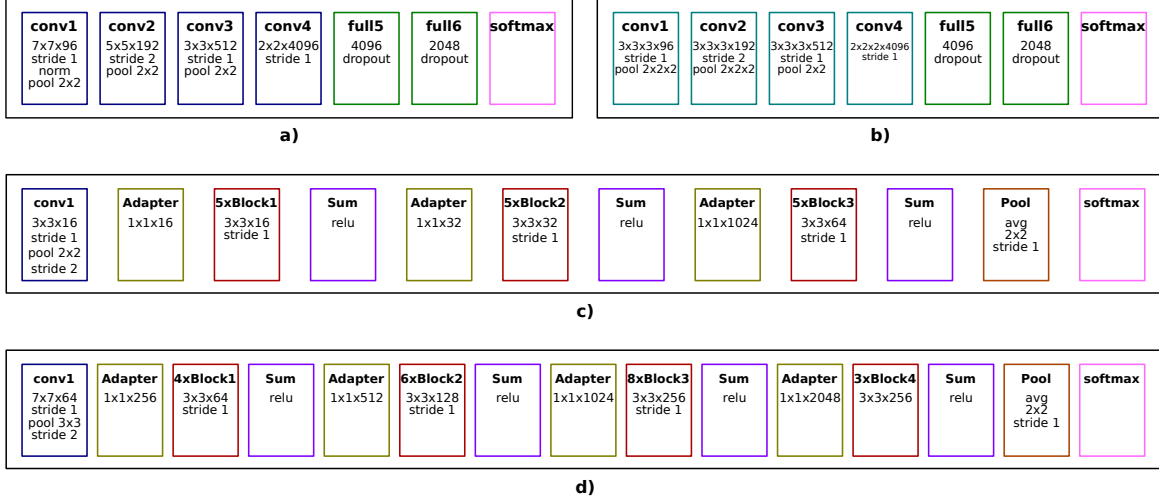 conv1
7x7x96
stride 1
norm
pool 2x2
conv2
5x5x192
stride 2
pool 2x2
conv3
3x3x512
stride 1
pool 2x2
conv4
2x2x4096
stride 1
full5
4096
dropout
full6
2048
dropout
softmax
a)
conv1
3x3x3x96
stride 1
pool 2x2x2
conv2
3x3x3x192
stride 2
pool 2x2x2
conv3
3x3x3x512
stride 1
pool 2x2
conv4
2x2x2x4096
stride 1
full5
4096
dropout
full6
2048
dropout
softmax
b)
conv1
3x3x16
stride 1
pool 2x2
stride 2
Adapter
1x1x16
5xBlock1
3x3x16
stride 1
Sum
relu
Adapter
1x1x32
5xBlock2
3x3x32
stride 1
Sum
relu
Adapter
1x1x1024
5xBlock3
3x3x64
stride 1
Sum
relu
Pool
avg
2x2
stride 1
softmax
c)
conv1
7x7x64
stride 1
pool 3x3
stride 2
Adapter
1x1x256
4xBlock1
3x3x64
stride 1
Sum
relu
Adapter
1x1x512
6xBlock2
3x3x128
stride 1
Sum
relu
Adapter
1x1x1024
8xBlock3
3x3x256
stride 1
Sum
relu
Adapter
1x1x2048
3xBlock4
3x3x256
Sum
relu
Pool
avg
2x2
stride 1
softmax
d)